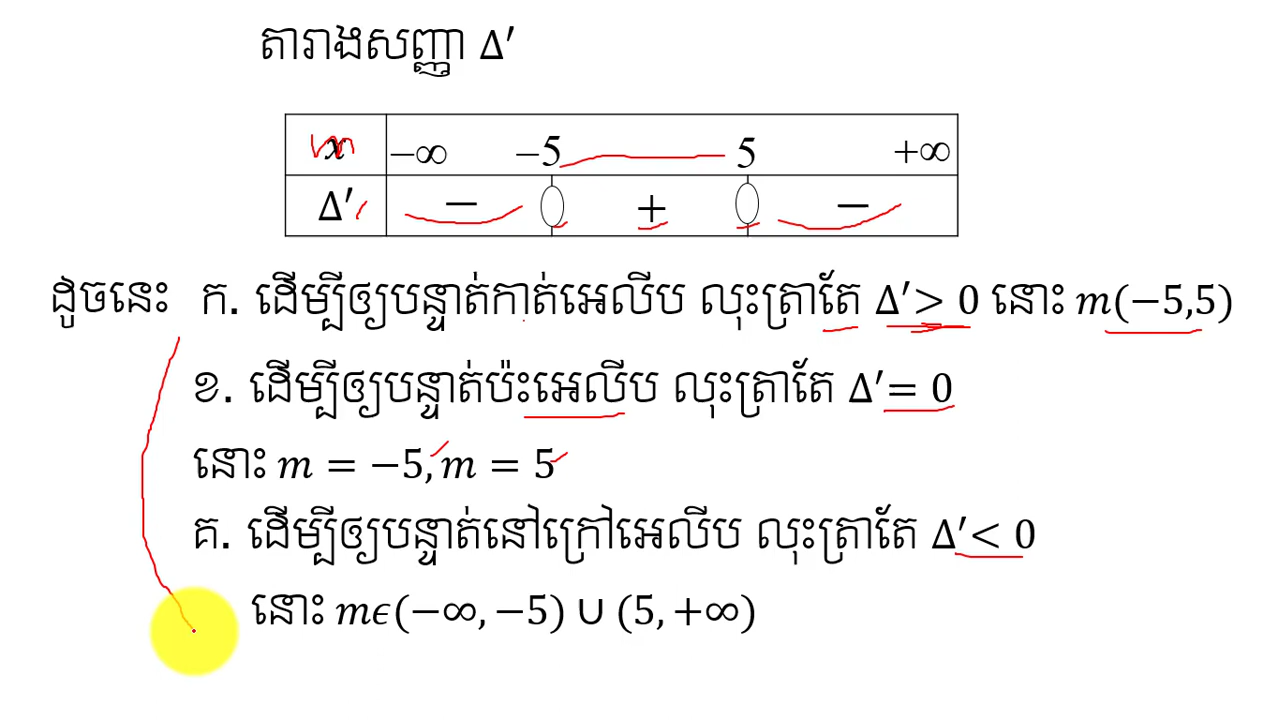 តារាងសញ្ញា Δ′
x m −∞ −5 5 +∞
Δ′ − 0 + 0 −
ដូចនេះ ក. ដើម្បីឲ្យបន្ទាត់កាត់អេលីប លុះត្រាតែ Δ′> 0 នោះ m(−5,5)
ខ. ដើម្បីឲ្យបន្ទាត់ប៉ះអេលីប លុះត្រាតែ Δ′= 0
នោះ m = −5, m = 5
គ. ដើម្បីឲ្យបន្ទាត់នៅក្រៅអេលីប លុះត្រាតែ Δ′< 0
នោះ mϵ(−∞, −5) ∪ (5, +∞)